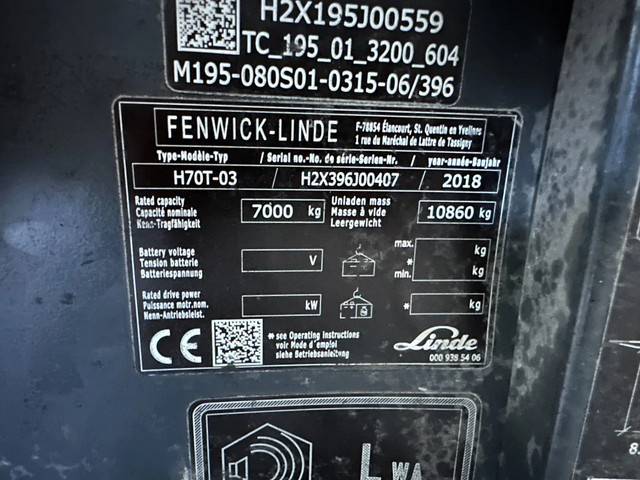 H2X195J00559
TC_195_01_3200_604
M195-080S01-0315-06/396
FENWICK-LINDE
F-78854 Élancourt, St. Quentin en Yvelines
1 rue du Maréchal de Lattre de Tassigny
Type-Modèle-Typ / Serial no.-No. de série-Serien-Nr. / year-année-Baujahr
H70T-03 / H2X396J00407 / 2018
Rated capacity
Capacité nominale
Kenn-Tragfähigkeit
7000 kg
Unladen mass
Masse à vide
Leergewicht
10860 kg
Battery voltage
Tension batterie
Batteriespannung
V
max.
*
min.
kg
kg
Rated drive power
Puissance motr.nom.
Nenn-Antriebsleist.
kW
* kg
CE
* see Operating instructions
voir Mode d'emploi
siehe Betriebsanleitung
Linde
000 938 54 06
LWA
8.